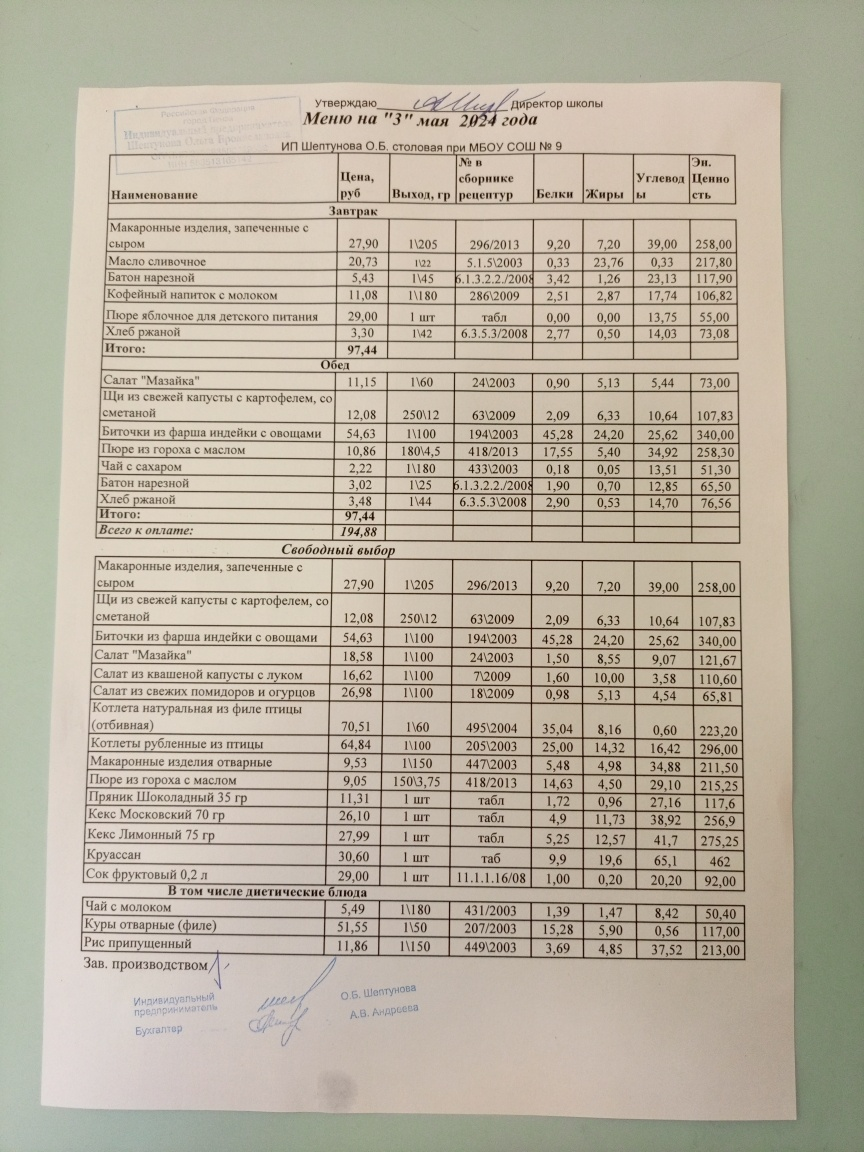 Российская Федерация
Индивидуальный предприниматель
Шептунова Ольга
Утверждаю Директор школы
Меню на "3" мая 2024 года
ИП Шептунова О.Б. столовая при МБОУ СОШ № 9
Наименование Цена, руб Выход, гр № в сборнике рецептур Белки Жиры Углеводы Эн. Ценность
Завтрак
Макаронные изделия, запеченные с
сыром 27,90 1\205 296/2013 9,20 7,20 39,00 258,00
Масло сливочное 20,73 1\22 5.1.5\2003 0,33 23,76 0,33 217,80
Батон нарезной 5,43 1\45 6.1.3.2.2./2008 3,42 1,26 23,13 117,90
Кофейный напиток с молоком 11,08 1\180 286\2009 2,51 2,87 17,74 106,82
Пюре яблочное для детского питания 29,00 1 шт табл 0,00 0,00 13,75 55,00
Хлеб ржаной 3,30 1\42 6.3.5.3/2008 2,77 0,50 14,03 73,08
Итого: 97,44
Обед
Салат "Мазайка" 11,15 1\60 24\2003 0,90 5,13 5,44 73,00
Щи из свежей капусты с картофелем, со
сметаной 12,08 250\12 63\2009 2,09 6,33 10,64 107,83
Биточки из фарша индейки с овощами 54,63 1\100 194\2003 45,28 24,20 25,62 340,00
Пюре из гороха с маслом 10,86 180\4,5 418/2013 17,55 5,40 34,92 258,30
Чай с сахаром 2,22 1\180 433\2003 0,18 0,05 13,51 51,30
Батон нарезной 3,02 1\25 6.1.3.2.2./2008 1,90 0,70 12,85 65,50
Хлеб ржаной 3,48 1\44 6.3.5.3\2008 2,90 0,53 14,70 76,56
Итого: 97,44
Всего к оплате: 194,88
Свободный выбор
Макаронные изделия, запеченные с
сыром 27,90 1\205 296/2013 9,20 7,20 39,00 258,00
Щи из свежей капусты с картофелем, со
сметаной 12,08 250\12 63\2009 2,09 6,33 10,64 107,83
Биточки из фарша индейки с овощами 54,63 1\100 194\2003 45,28 24,20 25,62 340,00
Салат "Мазайка" 18,58 1\100 24\2003 1,50 8,55 9,07 121,67
Салат из квашеной капусты с луком 16,62 1\100 7\2009 1,60 10,00 3,58 110,60
Салат из свежих помидоров и огурцов 26,98 1\100 18\2009 0,98 5,13 4,54 65,81
Котлета натуральная из филе птицы
(отбивная) 70,51 1\60 495\2004 35,04 8,16 0,60 223,20
Котлеты рубленные из птицы 64,84 1\100 205\2003 25,00 14,32 16,42 296,00
Макаронные изделия отварные 9,53 1\150 447\2003 5,48 4,98 34,88 211,50
Пюре из гороха с маслом 9,05 150\3,75 418/2013 14,63 4,50 29,10 215,25
Пряник Шоколадный 35 гр 11,31 1 шт табл 1,72 0,96 27,16 117,6
Кекс Московский 70 гр 26,10 1 шт табл 4,9 11,73 38,92 256,9
Кекс Лимонный 75 гр 27,99 1 шт табл 5,25 12,57 41,7 275,25
Круассан 30,60 1 шт таб 9,9 19,6 65,1 462
Сок фруктовый 0,2 л 29,00 1 шт 11.1.1.16/08 1,00 0,20 20,20 92,00
В том числе диетические блюда
Чай с молоком 5,49 1\180 431/2003 1,39 1,47 8,42 50,40
Куры отварные (филе) 51,55 1\50 207/2003 15,28 5,90 0,56 117,00
Рис припущенный 11,86 1\150 449\2003 3,69 4,85 37,52 213,00
Зав. производством
Индивидуальный
предприниматель О.Б. Шептунова
Бухгалтер А.В. Андреева